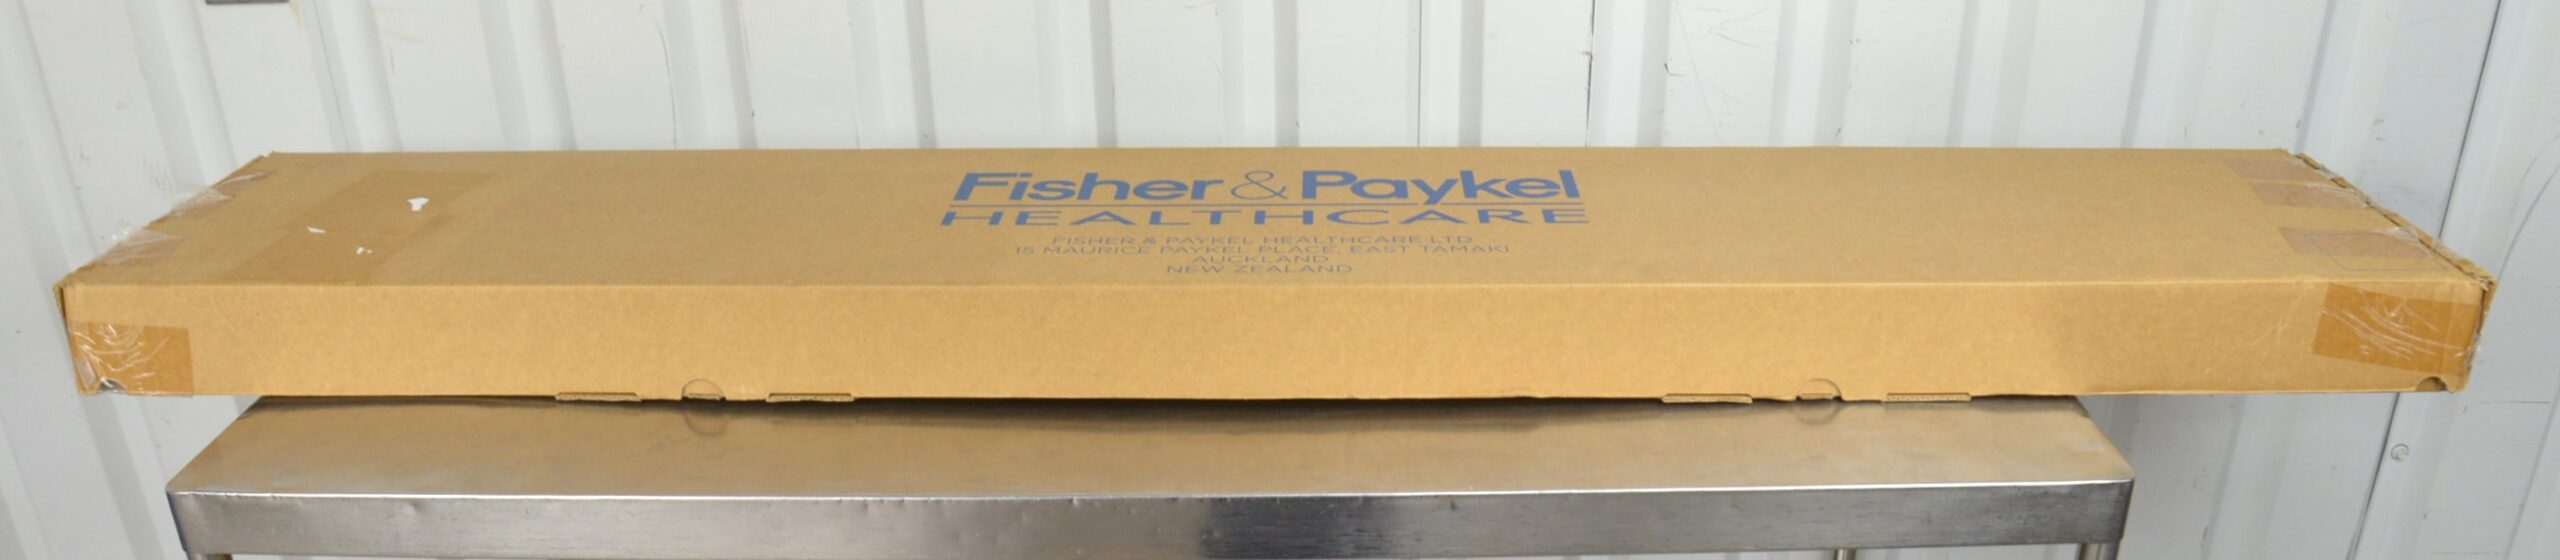 Fisher & Paykel
HEALTHCARE
FISHER & PAYKEL HEALTHCARE LTD
15 MAURICE PAYKEL PLACE, EAST TAMAKI
AUCKLAND
NEW ZEALAND